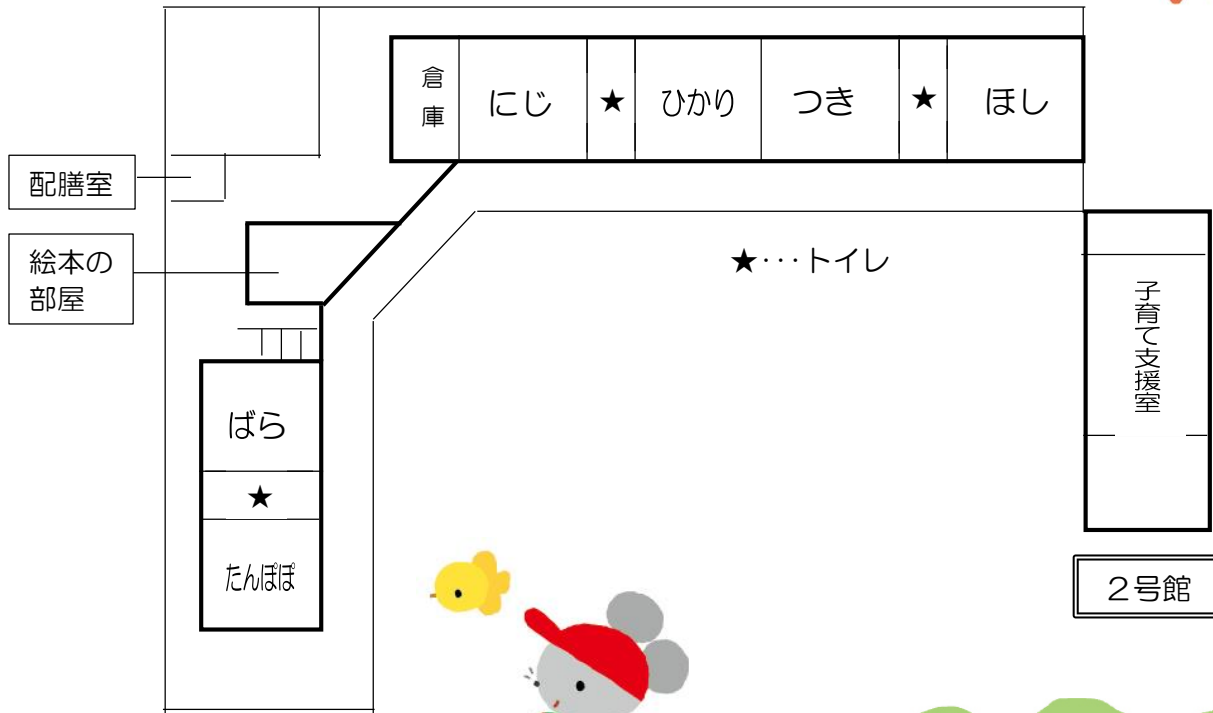 倉庫
にじ
★
ひかり
つき
★
ほし
配膳室
絵本の
部屋
★･･･トイレ
子育て支援室
ばら
★
たんぽぽ
２号館